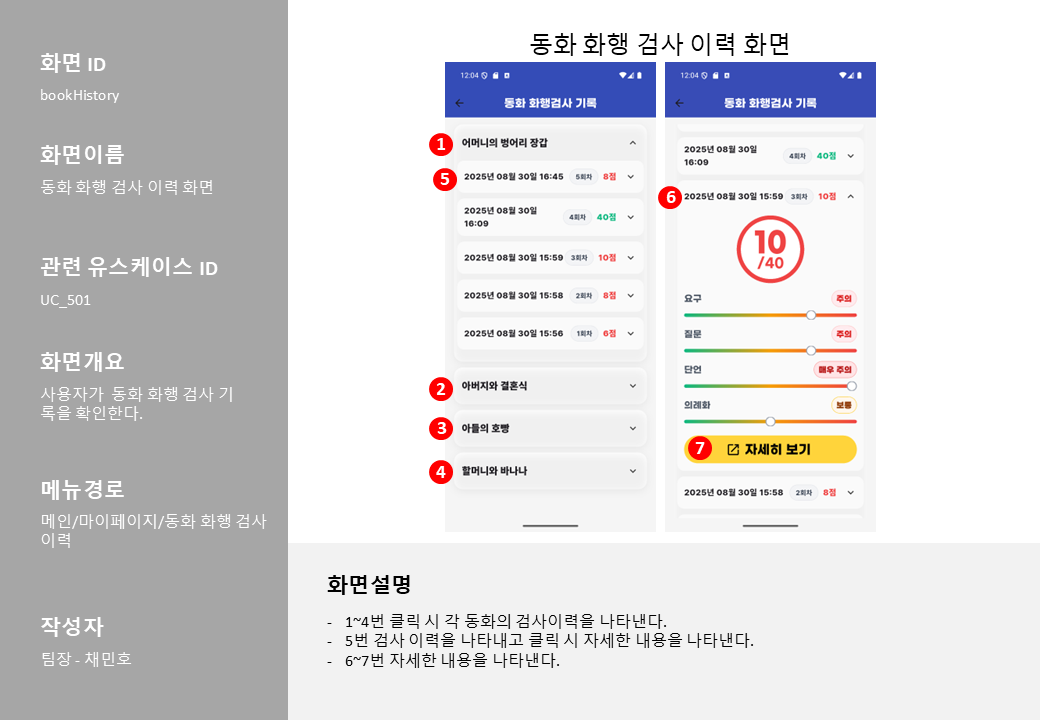 화면 ID
bookHistory
화면이름
동화 화행 검사 이력 화면
관련 유스케이스 ID
UC_501
화면개요
사용자가  동화 화행 검사 기
록을 확인한다.
메뉴경로
메인/마이페이지/동화 화행 검사
이력
작성자
팀장 - 채민호
동화 화행 검사 이력 화면
12:04
동화 화행검사 기록
1
어머니의 벙어리 장갑
5
2025년 08월 30일 16:45 5회차 8점
2025년 08월 30일
16:09
4회차 40점
2025년 08월 30일 15:59 3회차 10점
2025년 08월 30일 15:58 2회차 8점
2025년 08월 30일 15:56 1회차 6점
2
아버지와 결혼식
3
아들의 호빵
4
할머니와 바나나
12:04
동화 화행검사 기록
2025년 08월 30일
16:09
4회차 40점
6
2025년 08월 30일 15:59 3회차 10점
10
/40
요구 주의
질문 주의
단언 매우 주의
의례화 보통
7
자세히 보기
2025년 08월 30일 15:58 2회차 8점
화면설명
- 1~4번 클릭 시 각 동화의 검사이력을 나타낸다.
- 5번 검사 이력을 나타내고 클릭 시 자세한 내용을 나타낸다.
- 6~7번 자세한 내용을 나타낸다.